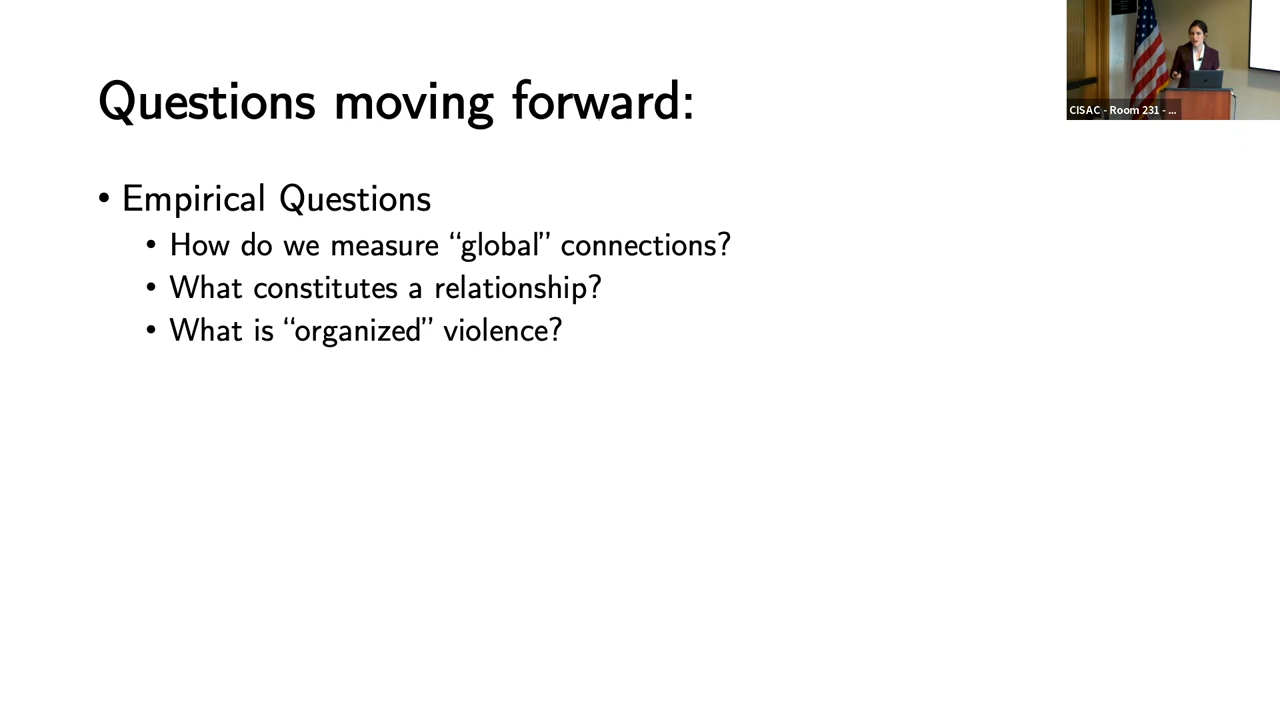 Questions moving forward:
• Empirical Questions
• How do we measure “global” connections?
• What constitutes a relationship?
• What is “organized” violence?
CISAC - Room 231 - ...